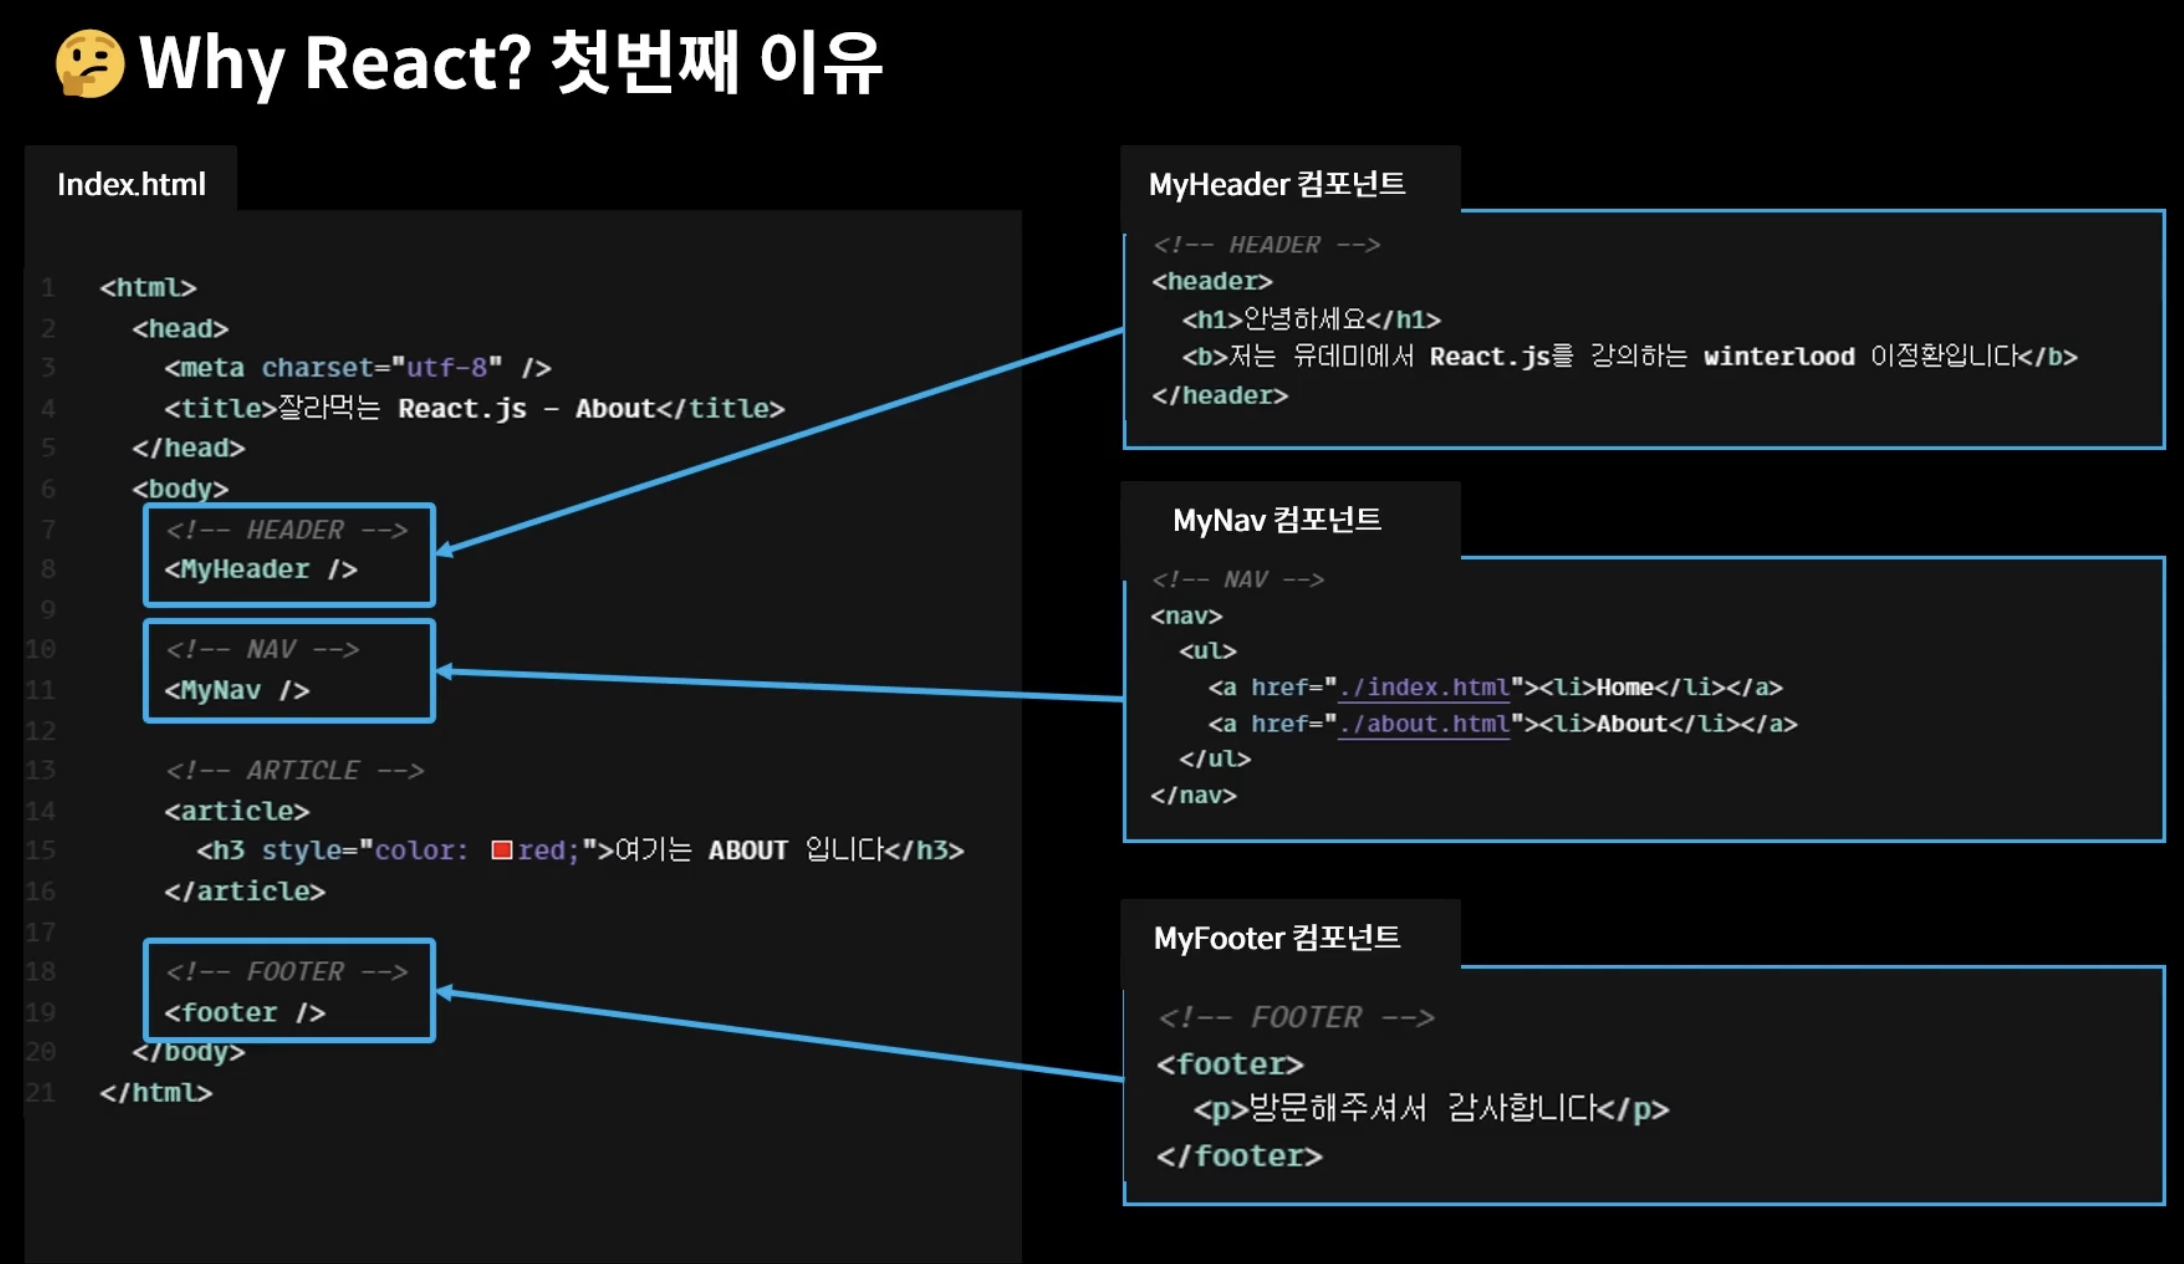 🤔 Why React? 첫번째 이유
Index.html
1 <html>
2 <head>
3 <meta charset="utf-8" />
4 <title>잘라먹는 React.js - About</title>
5 </head>
6 <body>
7 <!-- HEADER -->
8 <MyHeader />
9
10 <!-- NAV -->
11 <MyNav />
12
13 <!-- ARTICLE -->
14 <article>
15 <h3 style="color: red;">여기는 ABOUT 입니다</h3>
16 </article>
17
18 <!-- FOOTER -->
19 <footer />
20 </body>
21 </html>
MyHeader 컴포넌트
<!-- HEADER -->
<header>
<h1>안녕하세요</h1>
<b>저는 유데미에서 React.js를 강의하는 winterlood 이정환입니다</b>
</header>
MyNav 컴포넌트
<!-- NAV -->
<nav>
<ul>
<a href="./index.html"><li>Home</li></a>
<a href="./about.html"><li>About</li></a>
</ul>
</nav>
MyFooter 컴포넌트
<!-- FOOTER -->
<footer>
<p>방문해주셔서 감사합니다</p>
</footer>